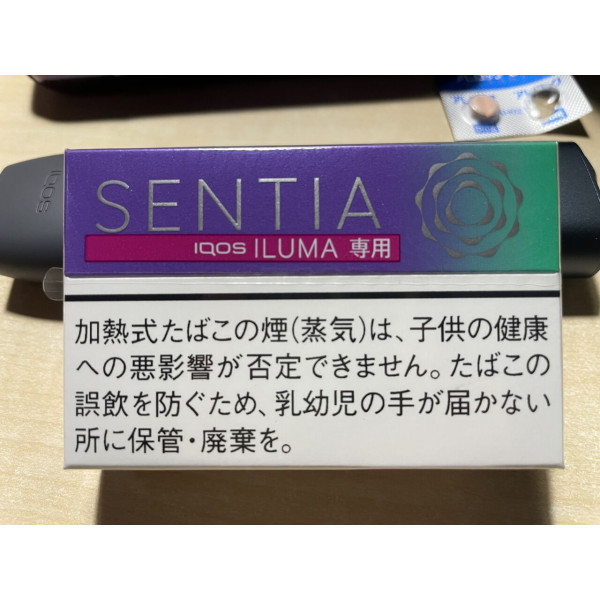 SENTIA
IQOS ILUMA 専用
IQOS
加熱式たばこの煙(蒸気)は、子供の健康
への悪影響が否定できません。たばこの
誤飲を防ぐため、乳幼児の手が届かない
所に保管・廃棄を。